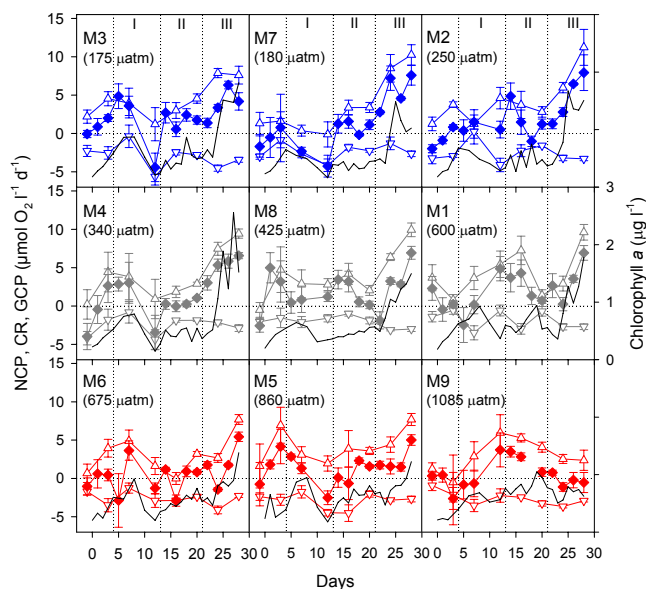 I II III I II III I II III
M3 M7 M2
(175 µatm) (180 µatm) (250 µatm)
15
10
5
0
-5
M4 M8 M1
(340 µatm) (425 µatm) (600 µatm)
15
10
5
0
-5
3
2
1
0
M6 M5 M9
(675 µatm) (860 µatm) (1085 µatm)
15
10
5
0
-5
NCP, CR, GCP (µmol O₂ l⁻¹ d⁻¹)
Chlorophyll a (µg l⁻¹)
0 5 10 15 20 25 30 0 5 10 15 20 25 30 0 5 10 15 20 25 30
Days